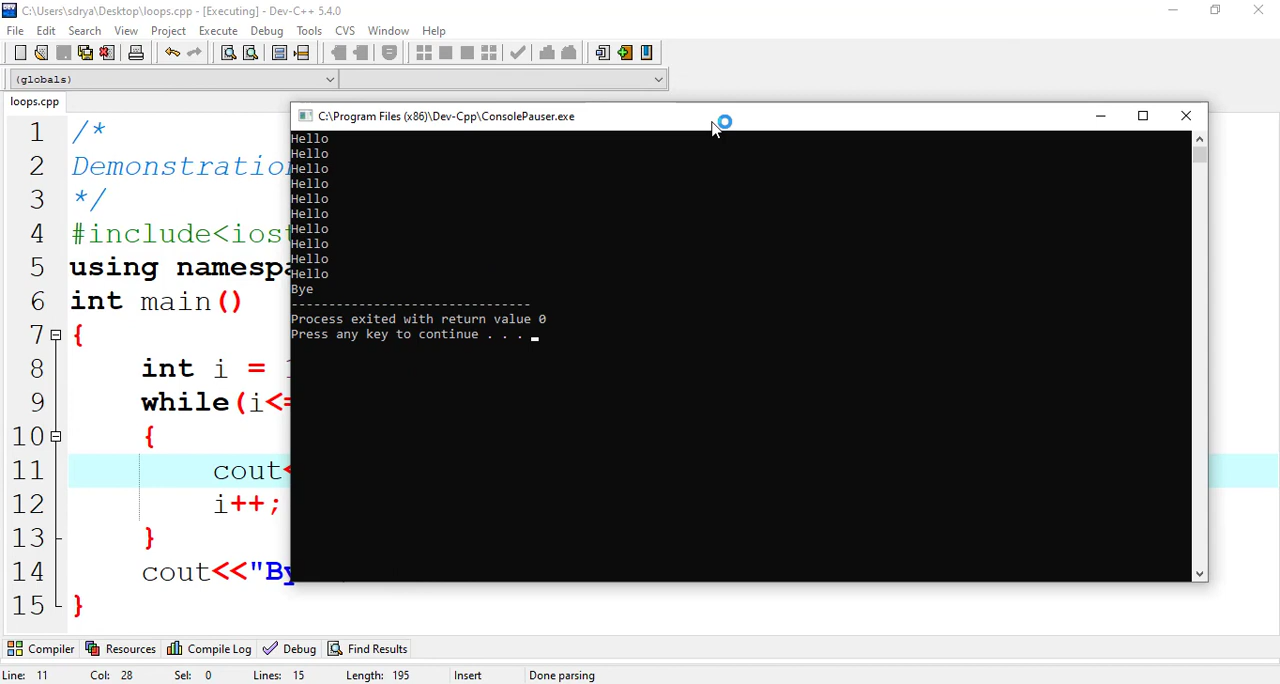 C:\Users\sdrya\Desktop\loops.cpp - [Executing] - Dev-C++ 5.4.0
File Edit Search View Project Execute Debug Tools CVS Window Help
(globals)
loops.cpp
C:\Program Files (x86)\Dev-Cpp\ConsolePauser.exe
Hello
Hello
Hello
Hello
Hello
Hello
Hello
Hello
Hello
Hello
Bye
--------------------------------
Process exited with return value 0
Press any key to continue . . .
1 /*
2 Demonstration
3 */
4 #include<iost
5 using namespa
6 int main()
7 {
8 int i = 1
9 while(i<=
10 {
11 cout<
12 i++;
13 }
14 cout<<"By
15 }
Compiler Resources Compile Log Debug Find Results
Line: 11 Col: 28 Sel: 0 Lines: 15 Length: 195 Insert Done parsing